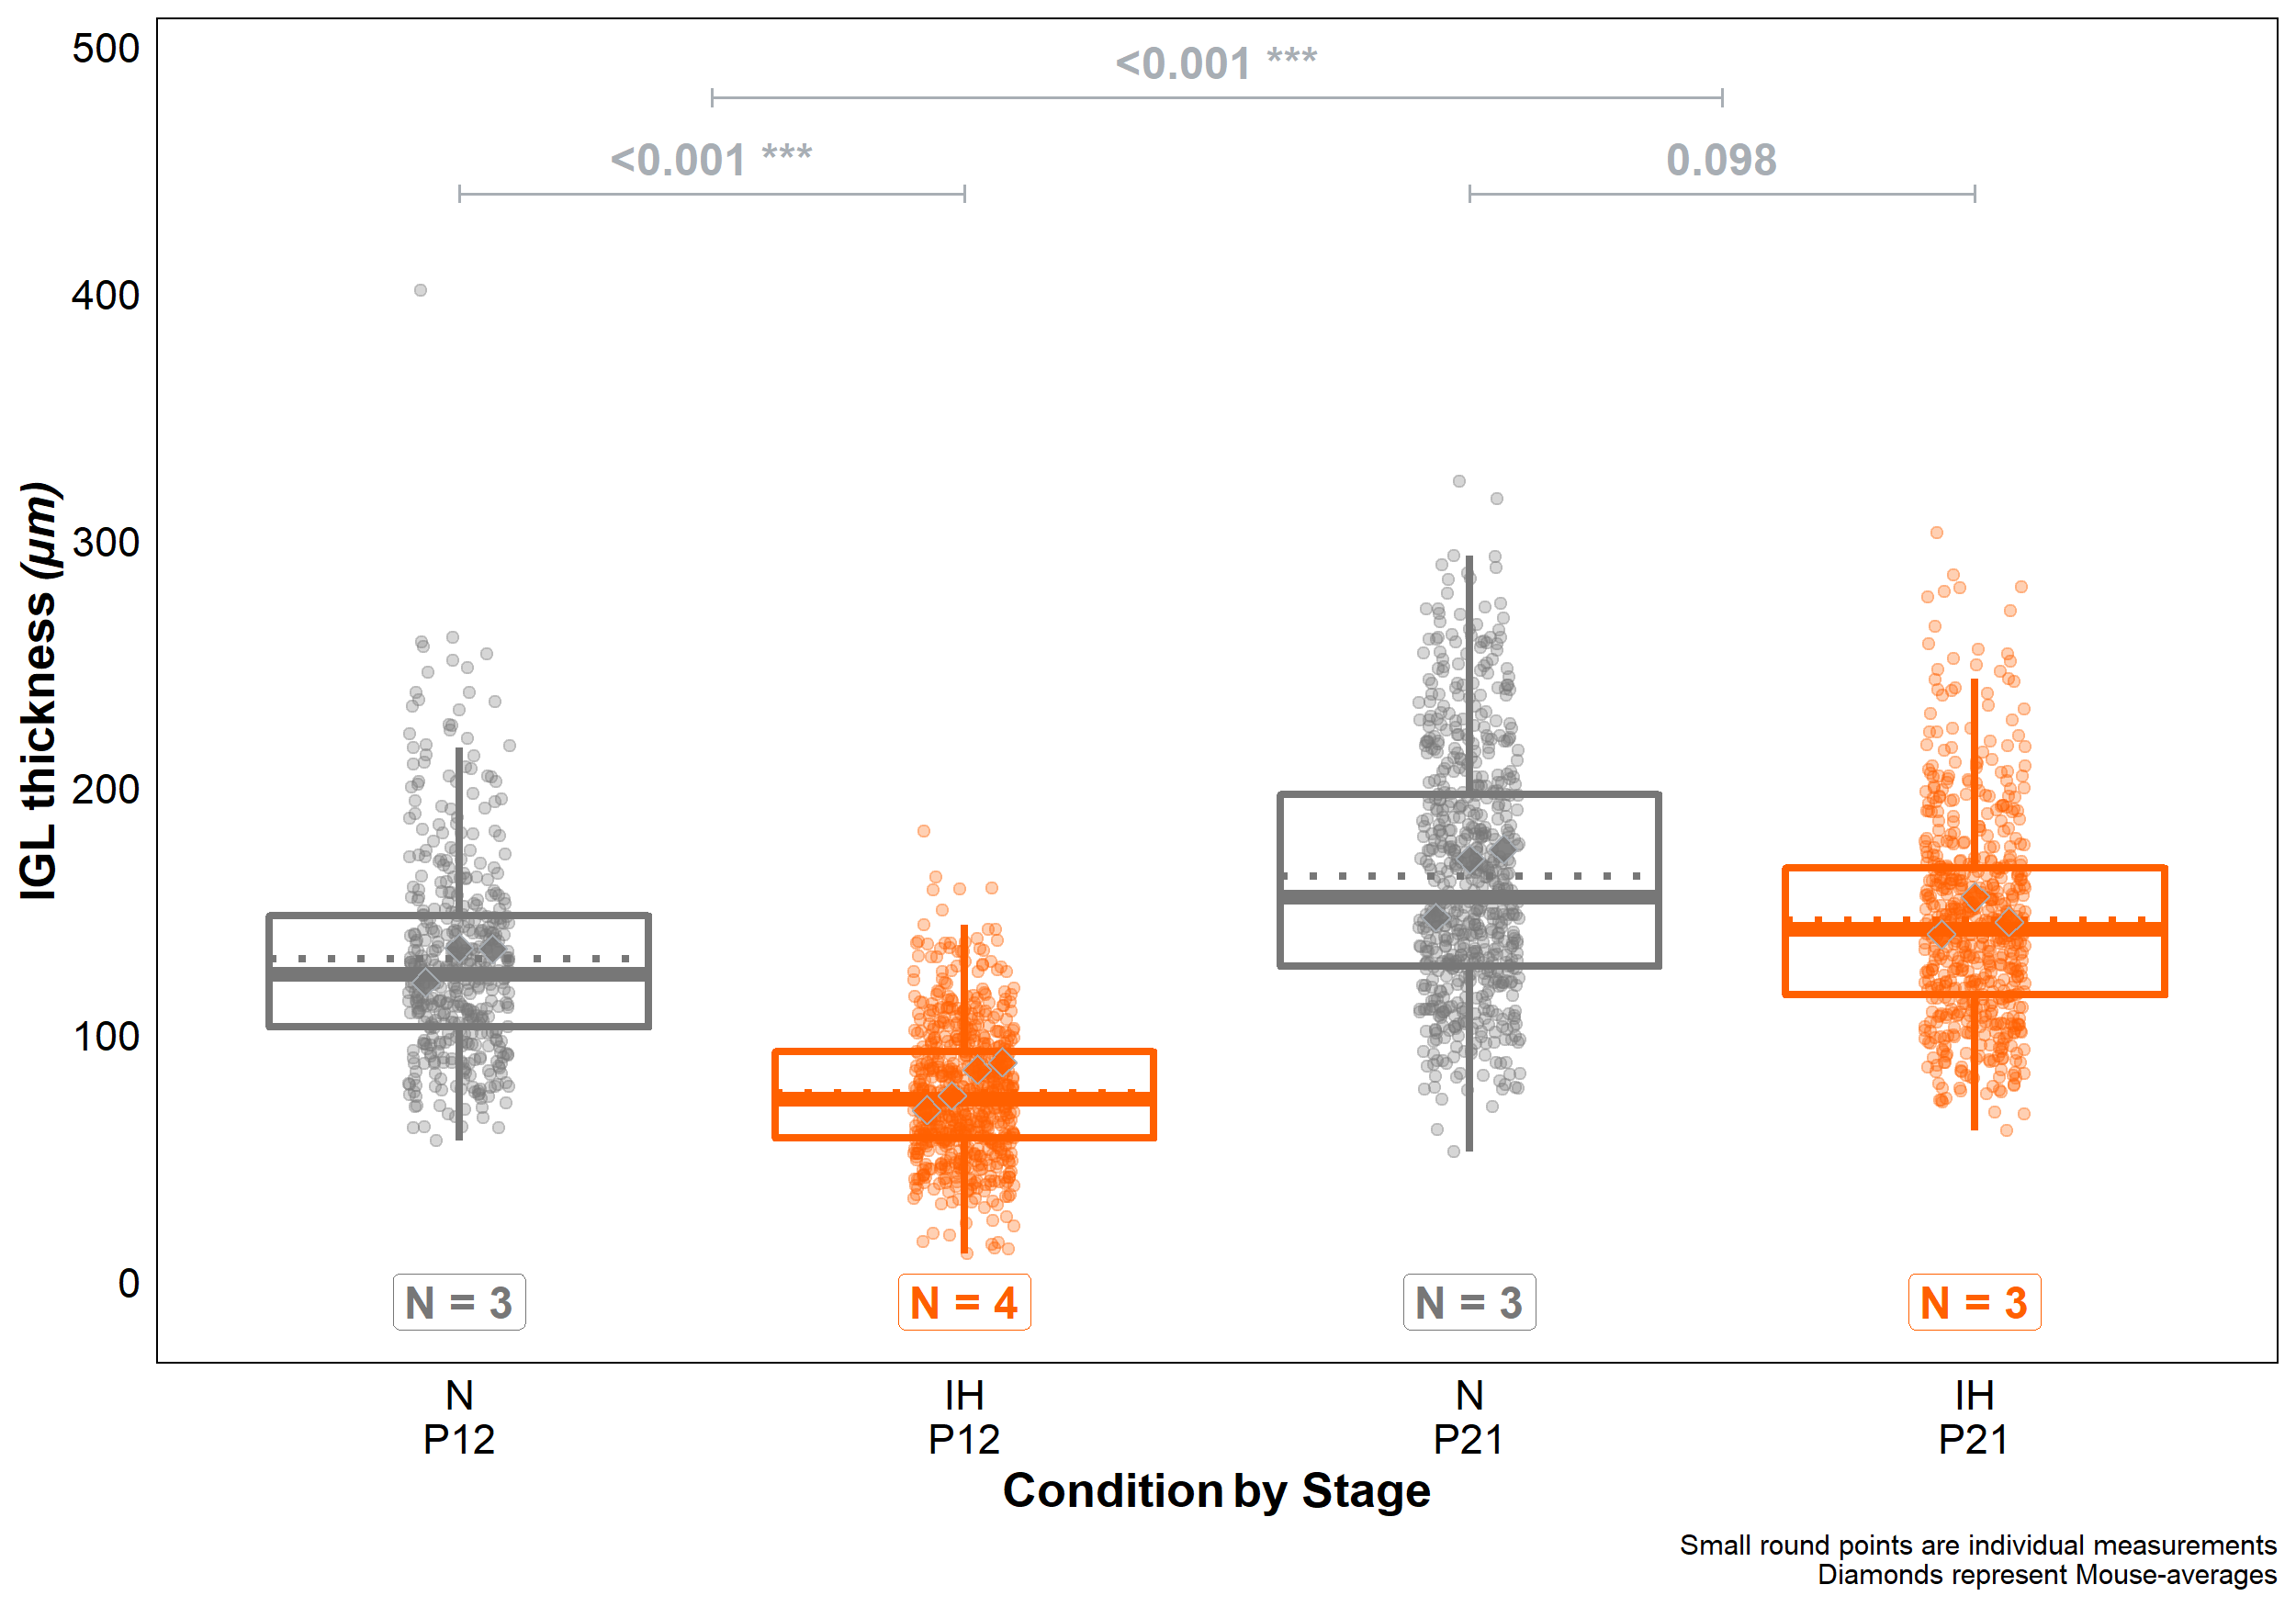 500
<0.001 ***
<0.001 ***
0.098
400
300
200
100
0
IGL thickness (µm)
N = 3
N = 4
N = 3
N = 3
N
IH
N
IH
P12
P12
P21
P21
Condition by Stage
Small round points are individual measurements
Diamonds represent Mouse-averages